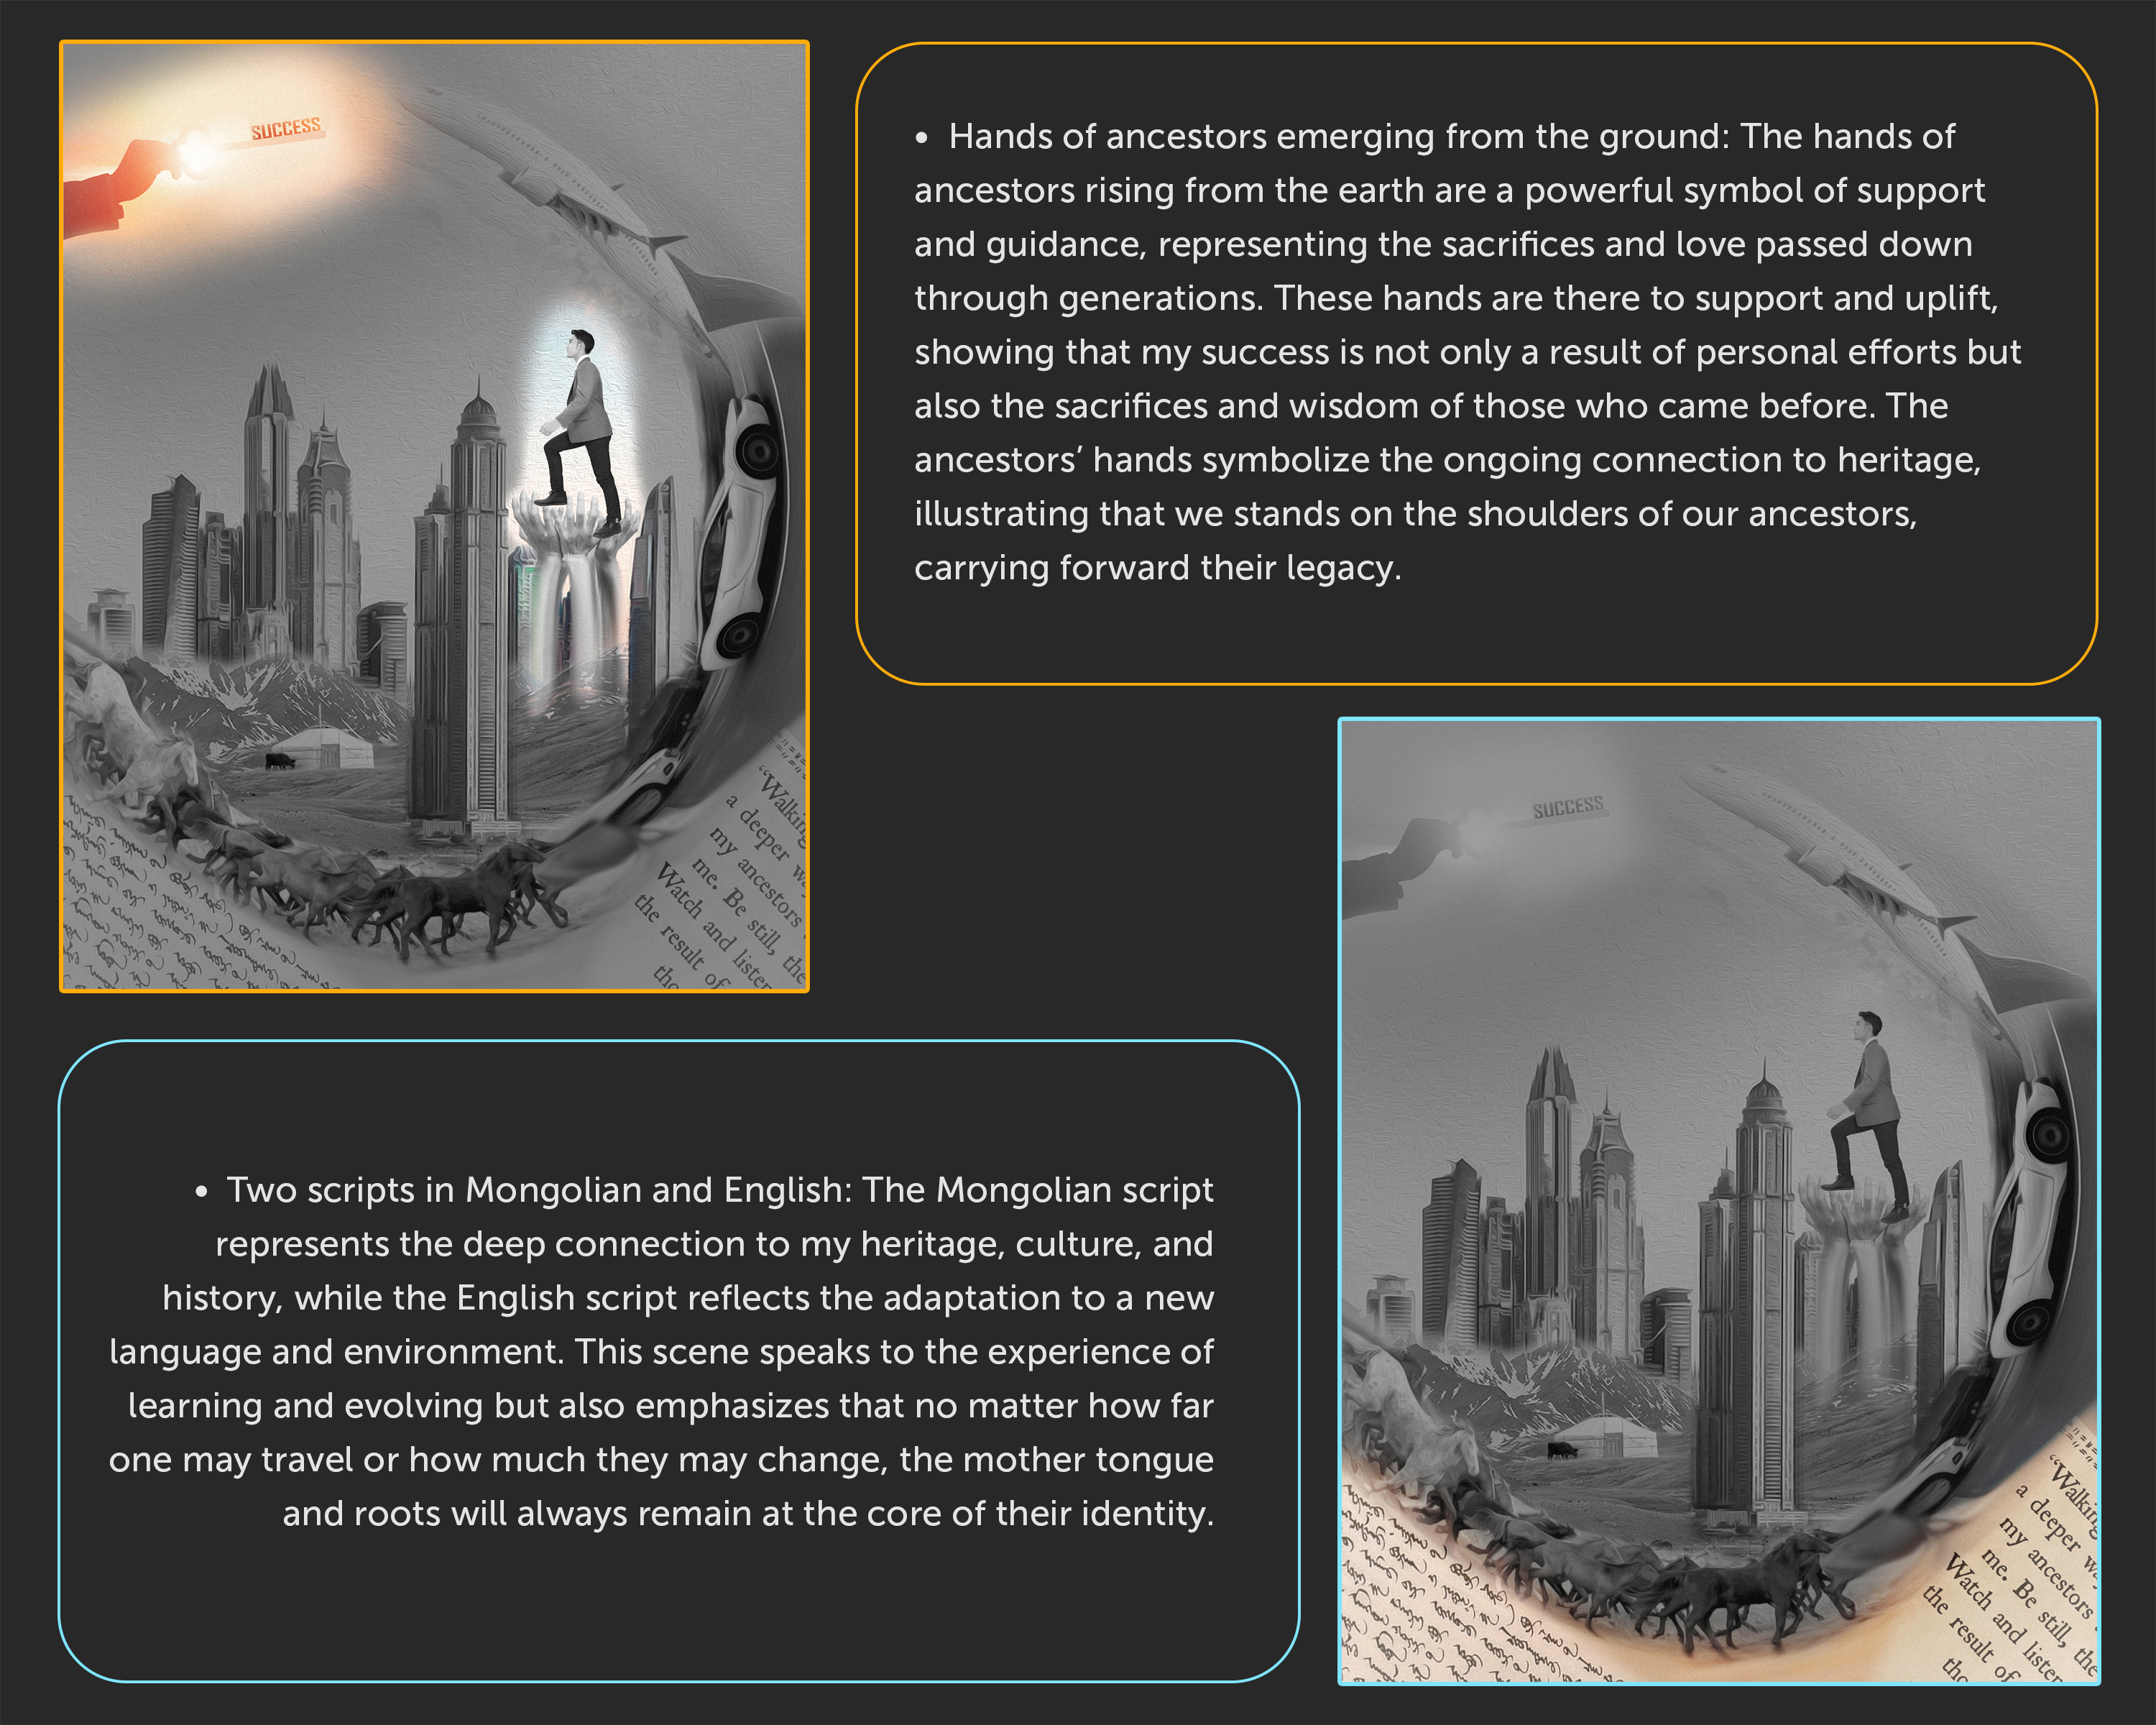 SUCCESS
• Hands of ancestors emerging from the ground: The hands of
ancestors rising from the earth are a powerful symbol of support
and guidance, representing the sacrifices and love passed down
through generations. These hands are there to support and uplift,
showing that my success is not only a result of personal efforts but
also the sacrifices and wisdom of those who came before. The
ancestors’ hands symbolize the ongoing connection to heritage,
illustrating that we stands on the shoulders of our ancestors,
carrying forward their legacy.
“Walking
a deeper
my ancestors
me. Be still, the
Watch and listen
the result of
SUCCESS
• Two scripts in Mongolian and English: The Mongolian script
represents the deep connection to my heritage, culture, and
history, while the English script reflects the adaptation to a new
language and environment. This scene speaks to the experience of
learning and evolving but also emphasizes that no matter how far
one may travel or how much they may change, the mother tongue
and roots will always remain at the core of their identity.
“Walking
a deeper
my ancestors
me. Be still, the
Watch and listen
the result of